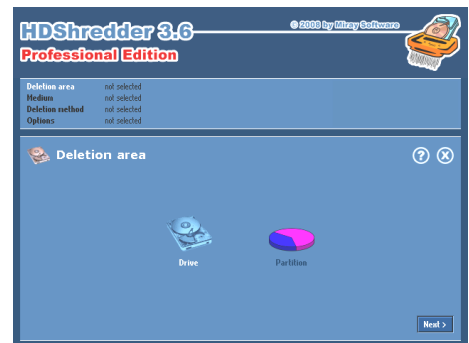 HDShredder 3.6
© 2008 by Miray Software
Professional Edition
Deletion area not selected
Medium not selected
Deletion method not selected
Options not selected
Deletion area
? X
Drive Partition
Next >